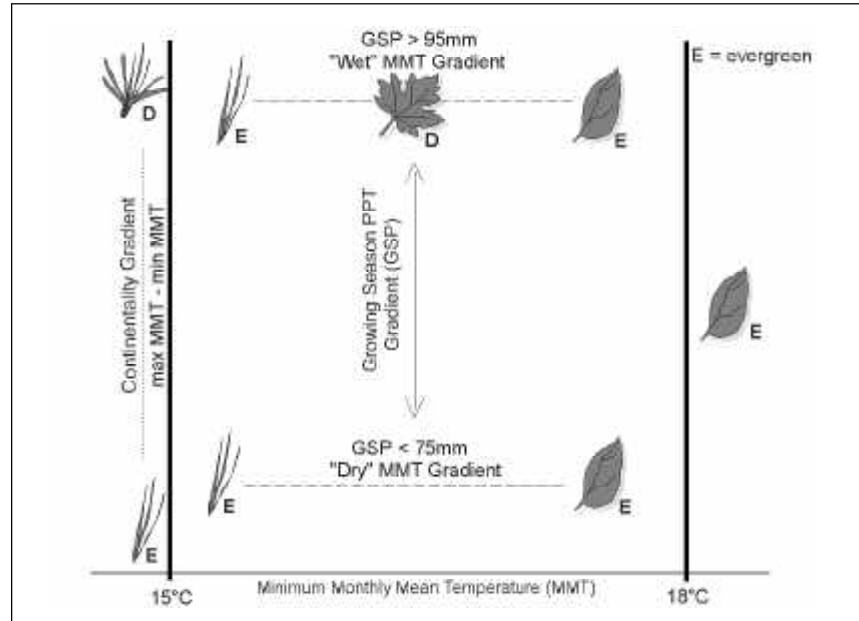 GSP > 95mm
"Wet" MMT Gradient
E = evergreen
D
E
D
E
Continentality Gradient
max MMT - min MMT
Growing Season PPT
Gradient (GSP)
E
GSP < 75mm
"Dry" MMT Gradient
E
E
E
Minimum Monthly Mean Temperature (MMT)
15°C
18°C